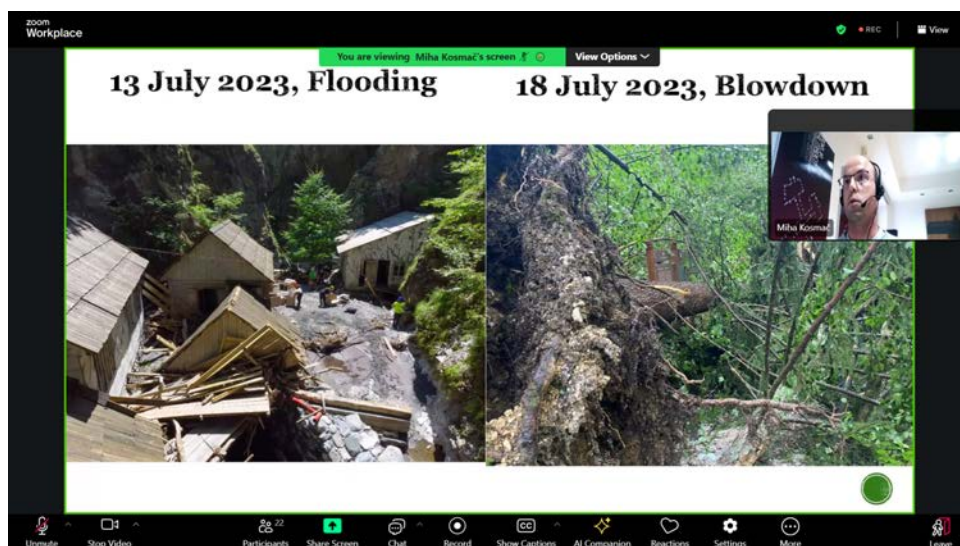 zoom
Workplace
REC
View
You are viewing Miha Kosmač's screen
View Options
13 July 2023, Flooding
18 July 2023, Blowdown
Miha Kosmač
Unmute
Stop Video
22
Participants
Share Screen
Chat
Record
CC
Show Captions
AI Companion
Reactions
Settings
More
Leave